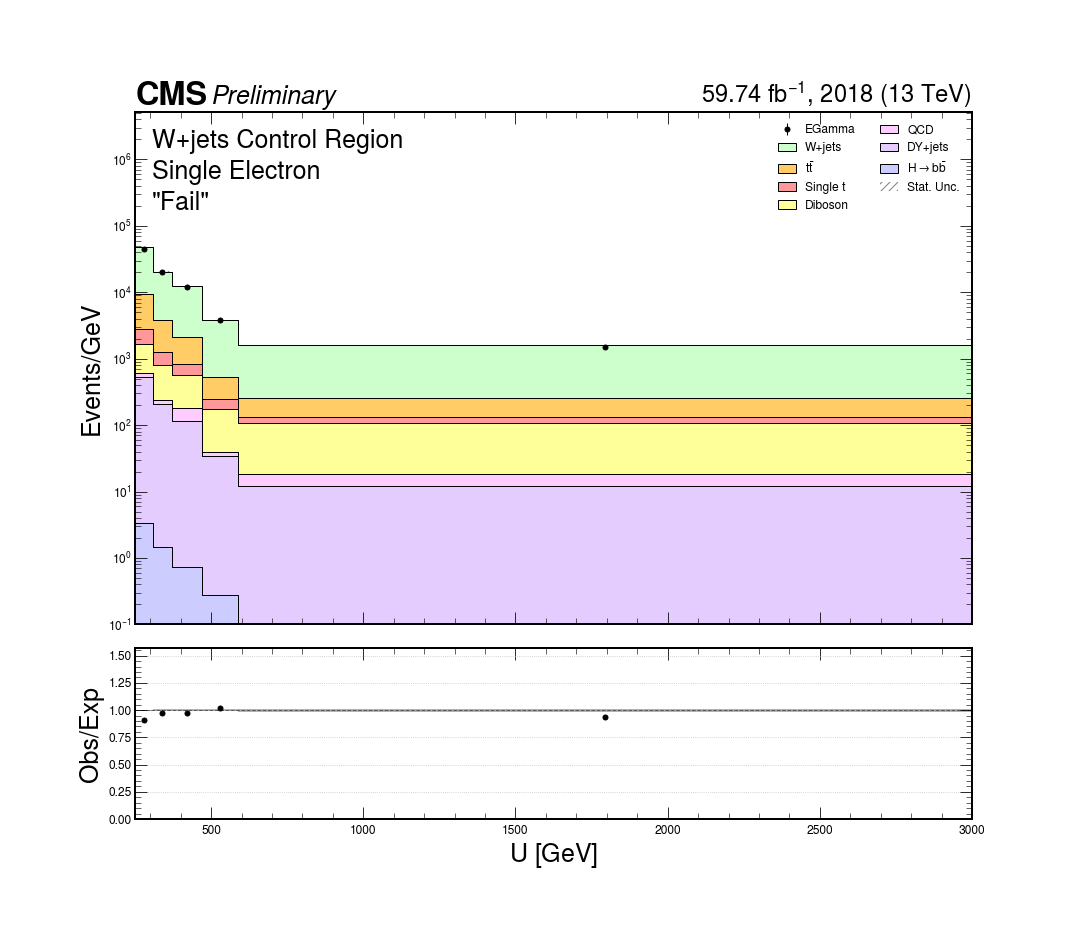 CMS Preliminary
59.74 fb⁻¹, 2018 (13 TeV)
W+jets Control Region
Single Electron
"Fail"
EGamma
W+jets
tt̄
Single t
Diboson
QCD
DY+jets
H→bb̄
Stat. Unc.
Events/GeV
10⁶
10⁵
10⁴
10³
10²
10¹
10⁰
10⁻¹
Obs/Exp
1.50
1.25
1.00
0.75
0.50
0.25
0.00
500 1000 1500 2000 2500 3000
U [GeV]